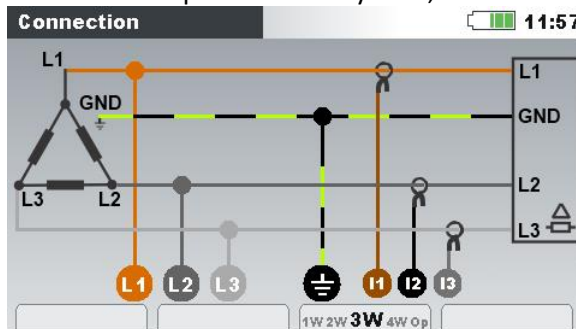 Connection 11:57
L1 L1
GND GND
L3 L2 L2
L3
L1 L2 L3 I1 I2 I3
1W 2W 3W 4W Op